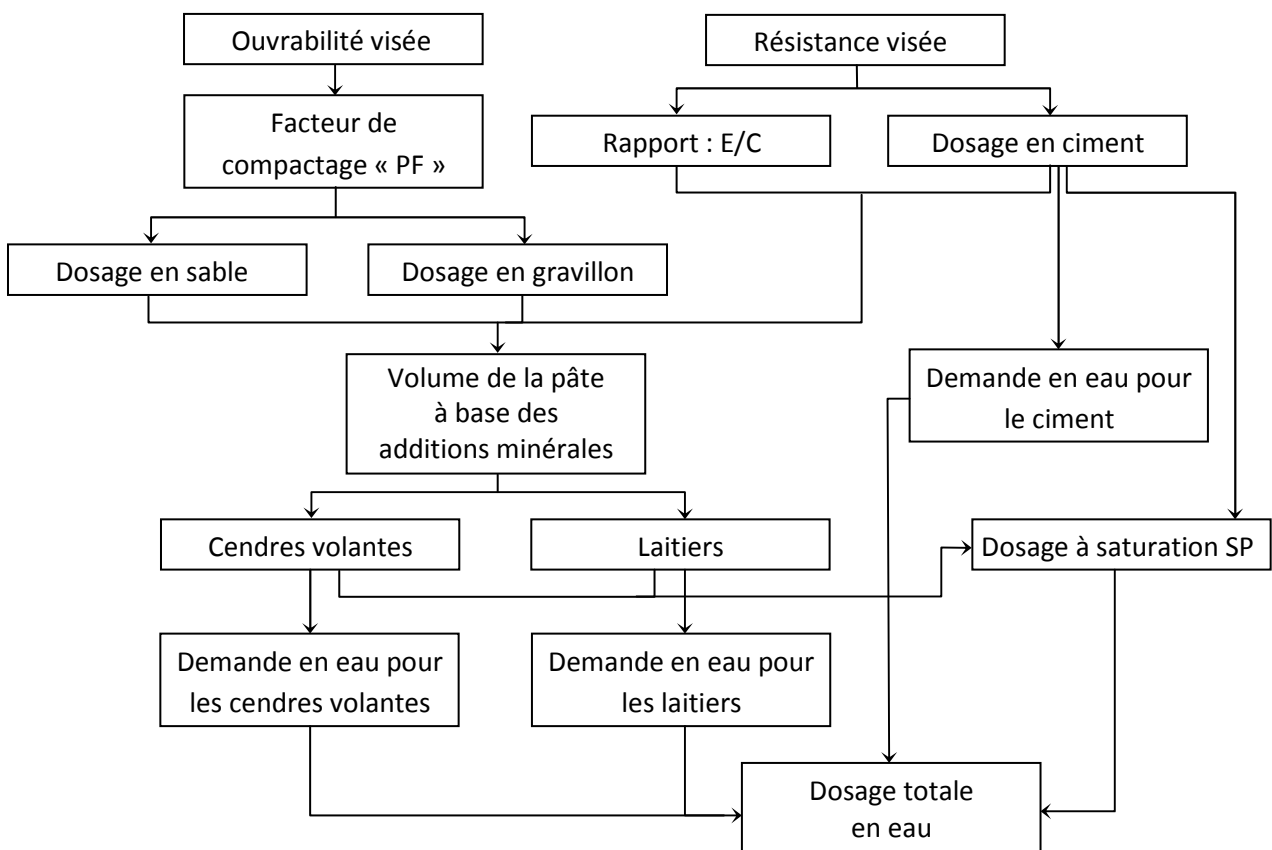 Ouvrabilité visée
Résistance visée
Facteur de
compactage « PF »
Rapport : E/C
Dosage en ciment
Dosage en sable
Dosage en gravillon
Volume de la pâte
à base des
additions minérales
Demande en eau pour
le ciment
Cendres volantes
Laitiers
Dosage à saturation SP
Demande en eau pour
les cendres volantes
Demande en eau pour
les laitiers
Dosage totale
en eau